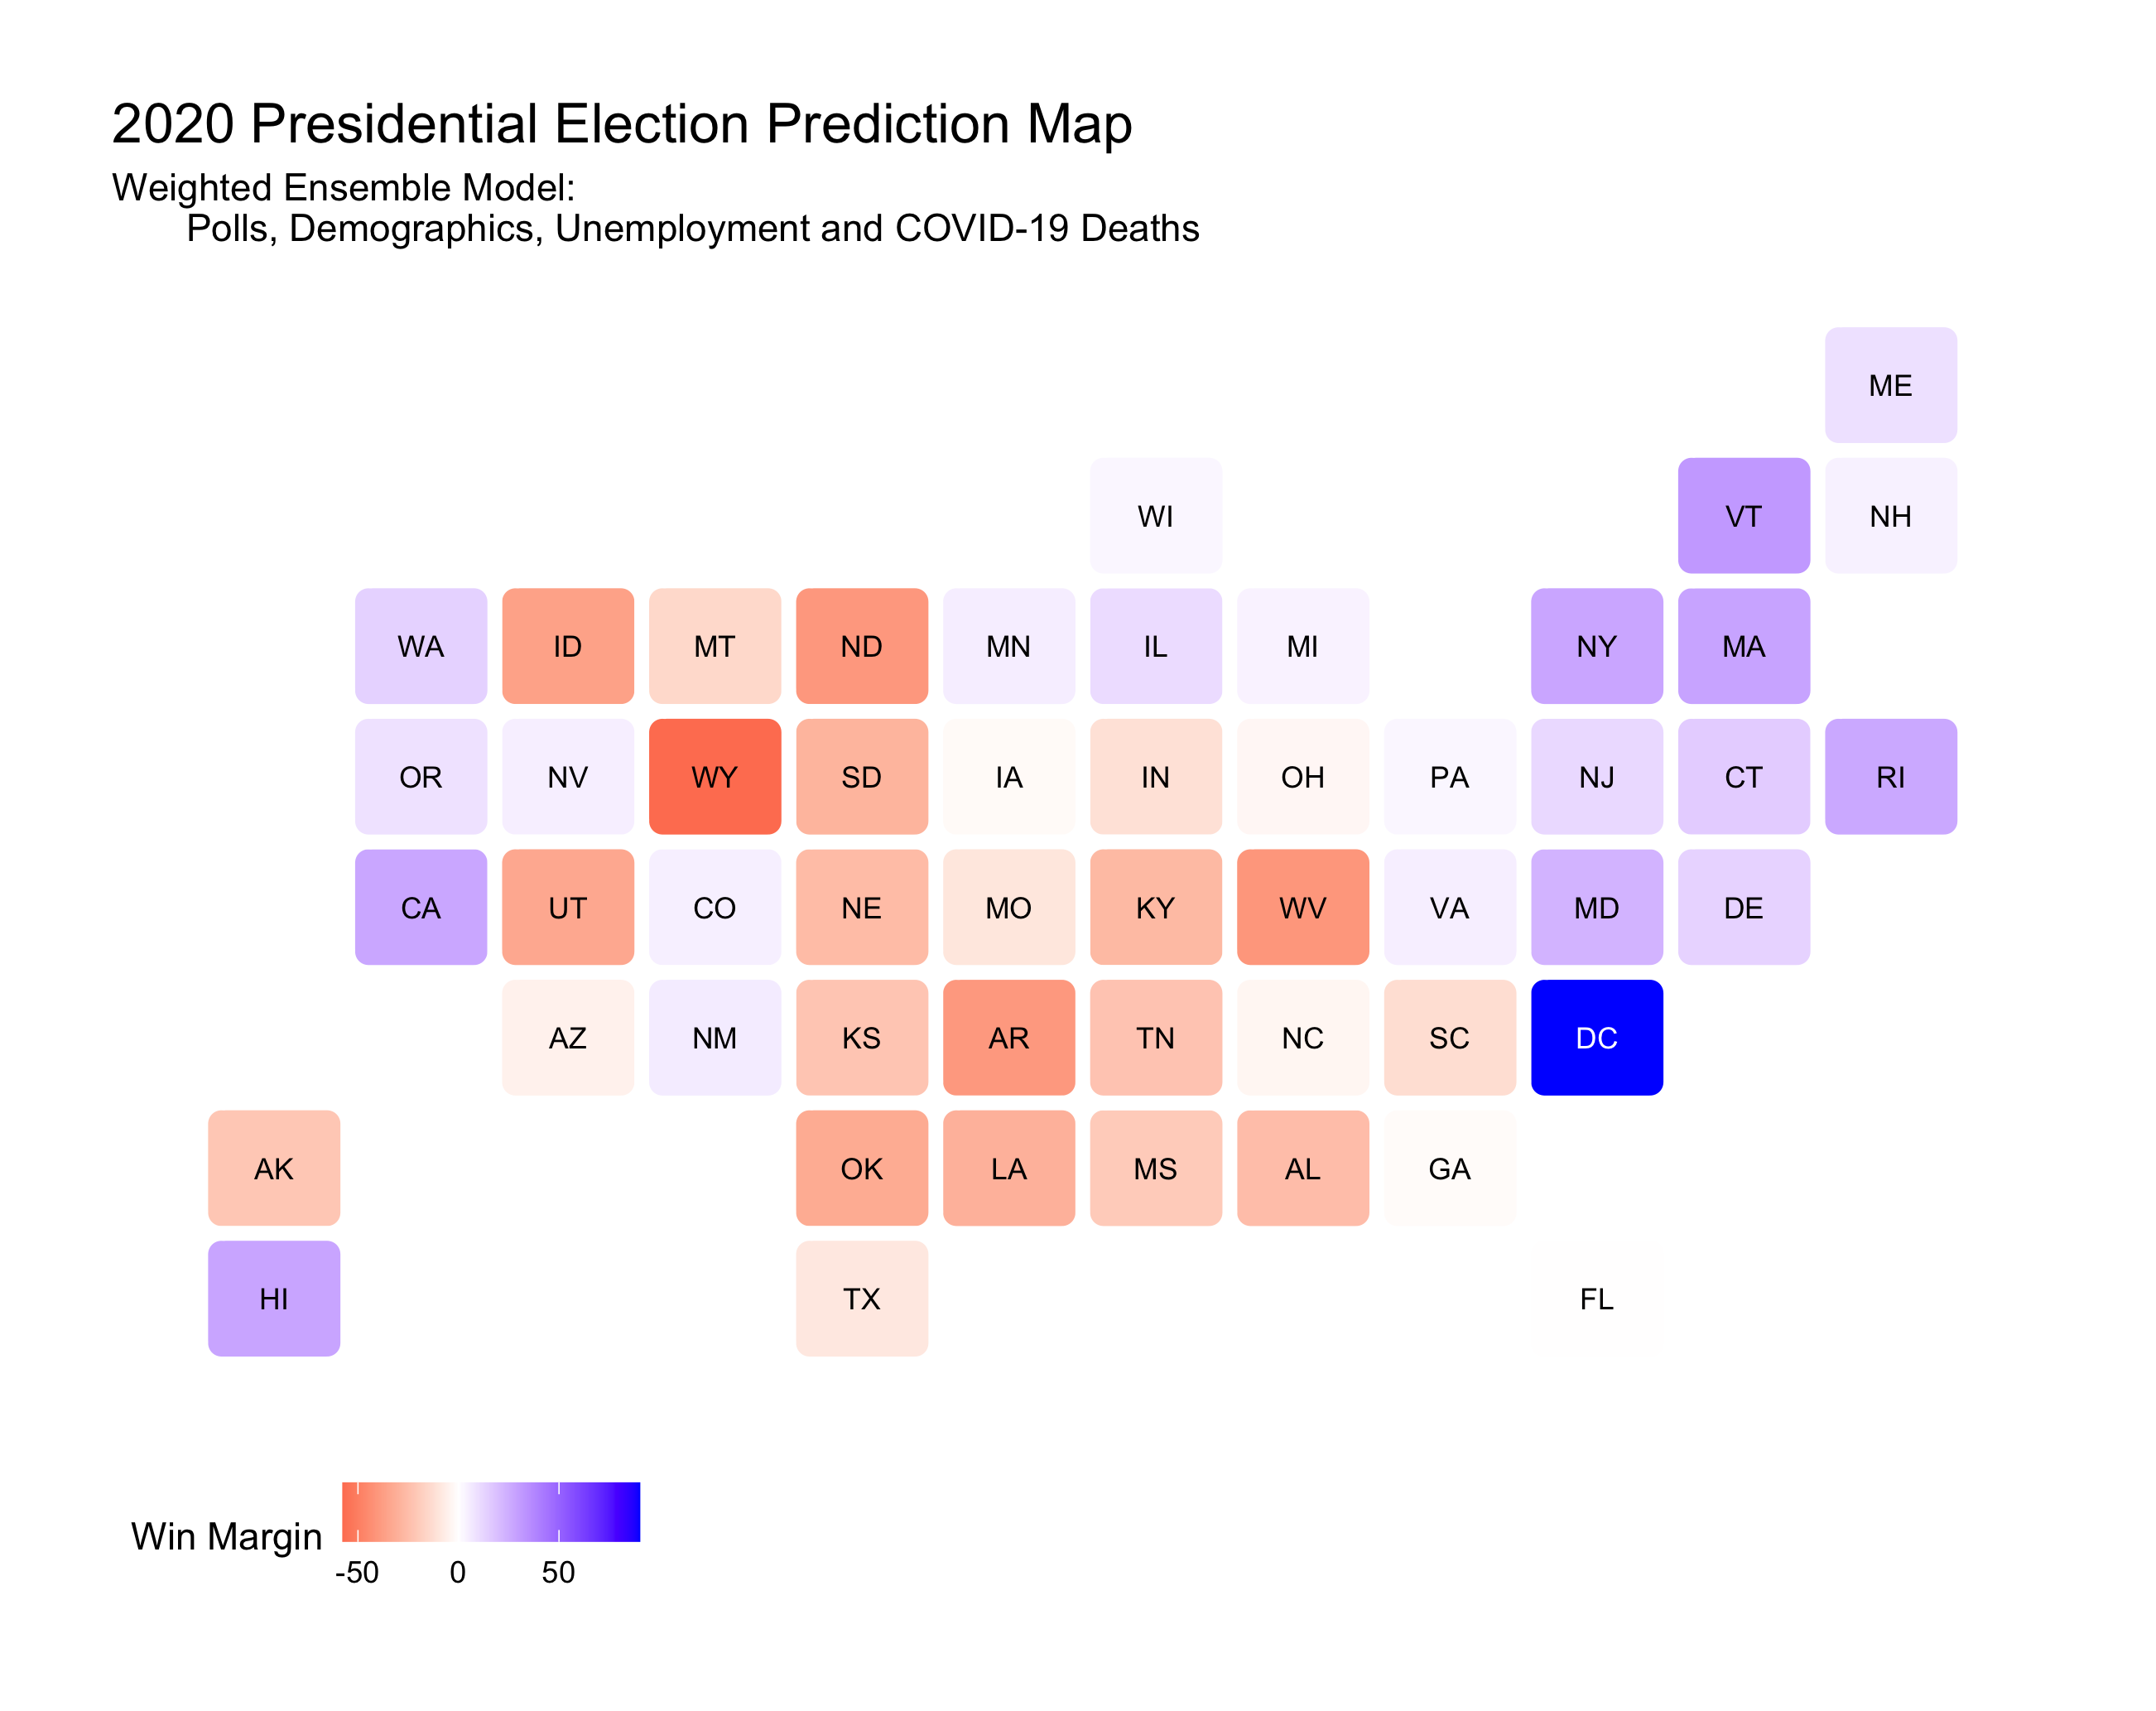 2020 Presidential Election Prediction Map
Weighted Ensemble Model:
Polls, Demographics, Unemployment and COVID-19 Deaths
ME
WI VT NH
WA ID MT ND MN IL MI NY MA
OR NV WY SD IA IN OH PA NJ CT RI
CA UT CO NE MO KY WV VA MD DE
AZ NM KS AR TN NC SC DC
AK OK LA MS AL GA
HI TX FL
Win Margin
-50 0 50